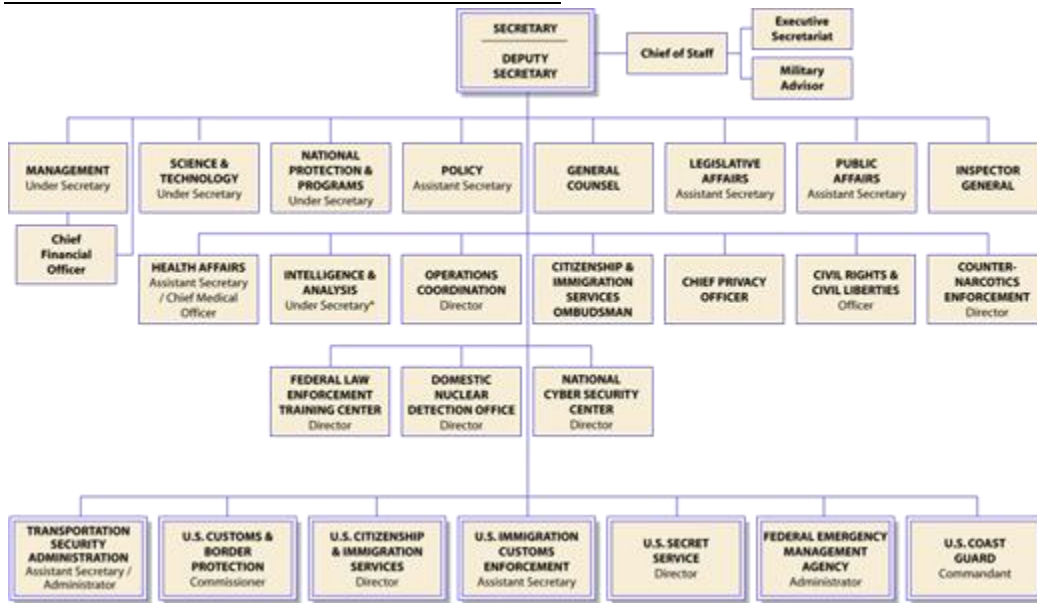 SECRETARY
DEPUTY
SECRETARY
Chief of Staff
Executive
Secretariat
Military
Advisor
MANAGEMENT
Under Secretary
SCIENCE &
TECHNOLOGY
Under Secretary
NATIONAL
PROTECTION &
PROGRAMS
Under Secretary
POLICY
Assistant Secretary
GENERAL
COUNSEL
LEGISLATIVE
AFFAIRS
Assistant Secretary
PUBLIC
AFFAIRS
Assistant Secretary
INSPECTOR
GENERAL
Chief
Financial
Officer
HEALTH AFFAIRS
Assistant Secretary
/ Chief Medical
Officer
INTELLIGENCE &
ANALYSIS
Under Secretary*
OPERATIONS
COORDINATION
Director
CITIZENSHIP &
IMMIGRATION
SERVICES
OMBUDSMAN
CHIEF PRIVACY
OFFICER
CIVIL RIGHTS &
CIVIL LIBERTIES
Officer
COUNTER-
NARCOTICS
ENFORCEMENT
Director
FEDERAL LAW
ENFORCEMENT
TRAINING CENTER
Director
DOMESTIC
NUCLEAR
DETECTION OFFICE
Director
NATIONAL
CYBER SECURITY
CENTER
Director
TRANSPORTATION
SECURITY
ADMINISTRATION
Assistant Secretary /
Administrator
U.S. CUSTOMS &
BORDER
PROTECTION
Commissioner
U.S. CITIZENSHIP
& IMMIGRATION
SERVICES
Director
U.S. IMMIGRATION
CUSTOMS
ENFORCEMENT
Assistant Secretary
U.S. SECRET
SERVICE
Director
FEDERAL EMERGENCY
MANAGEMENT
AGENCY
Administrator
U.S. COAST
GUARD
Commandant